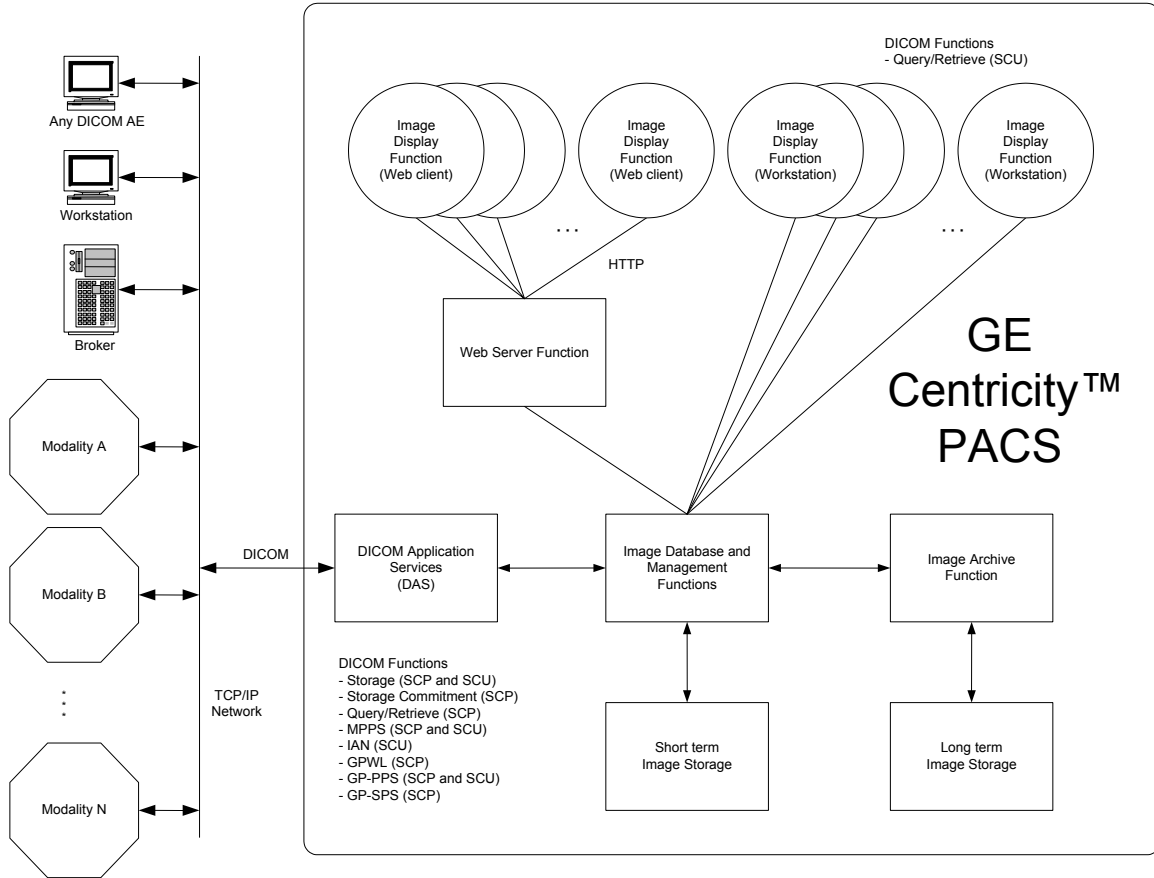 Any DICOM AE
Workstation
Broker
Modality A
Modality B
⋮
Modality N
TCP/IP
Network
DICOM
DICOM Functions
- Query/Retrieve (SCU)
Image
Display
Function
(Web client)
Image
Display
Function
(Web client)
Image
Display
Function
(Workstation)
Image
Display
Function
(Workstation)
...
...
HTTP
Web Server Function
GE
Centricity™
PACS
DICOM Application
Services
(DAS)
Image Database and
Management
Functions
Image Archive
Function
DICOM Functions
- Storage (SCP and SCU)
- Storage Commitment (SCP)
- Query/Retrieve (SCP)
- MPPS (SCP and SCU)
- IAN (SCU)
- GPWL (SCP)
- GP-PPS (SCP and SCU)
- GP-SPS (SCP)
Short term
Image Storage
Long term
Image Storage